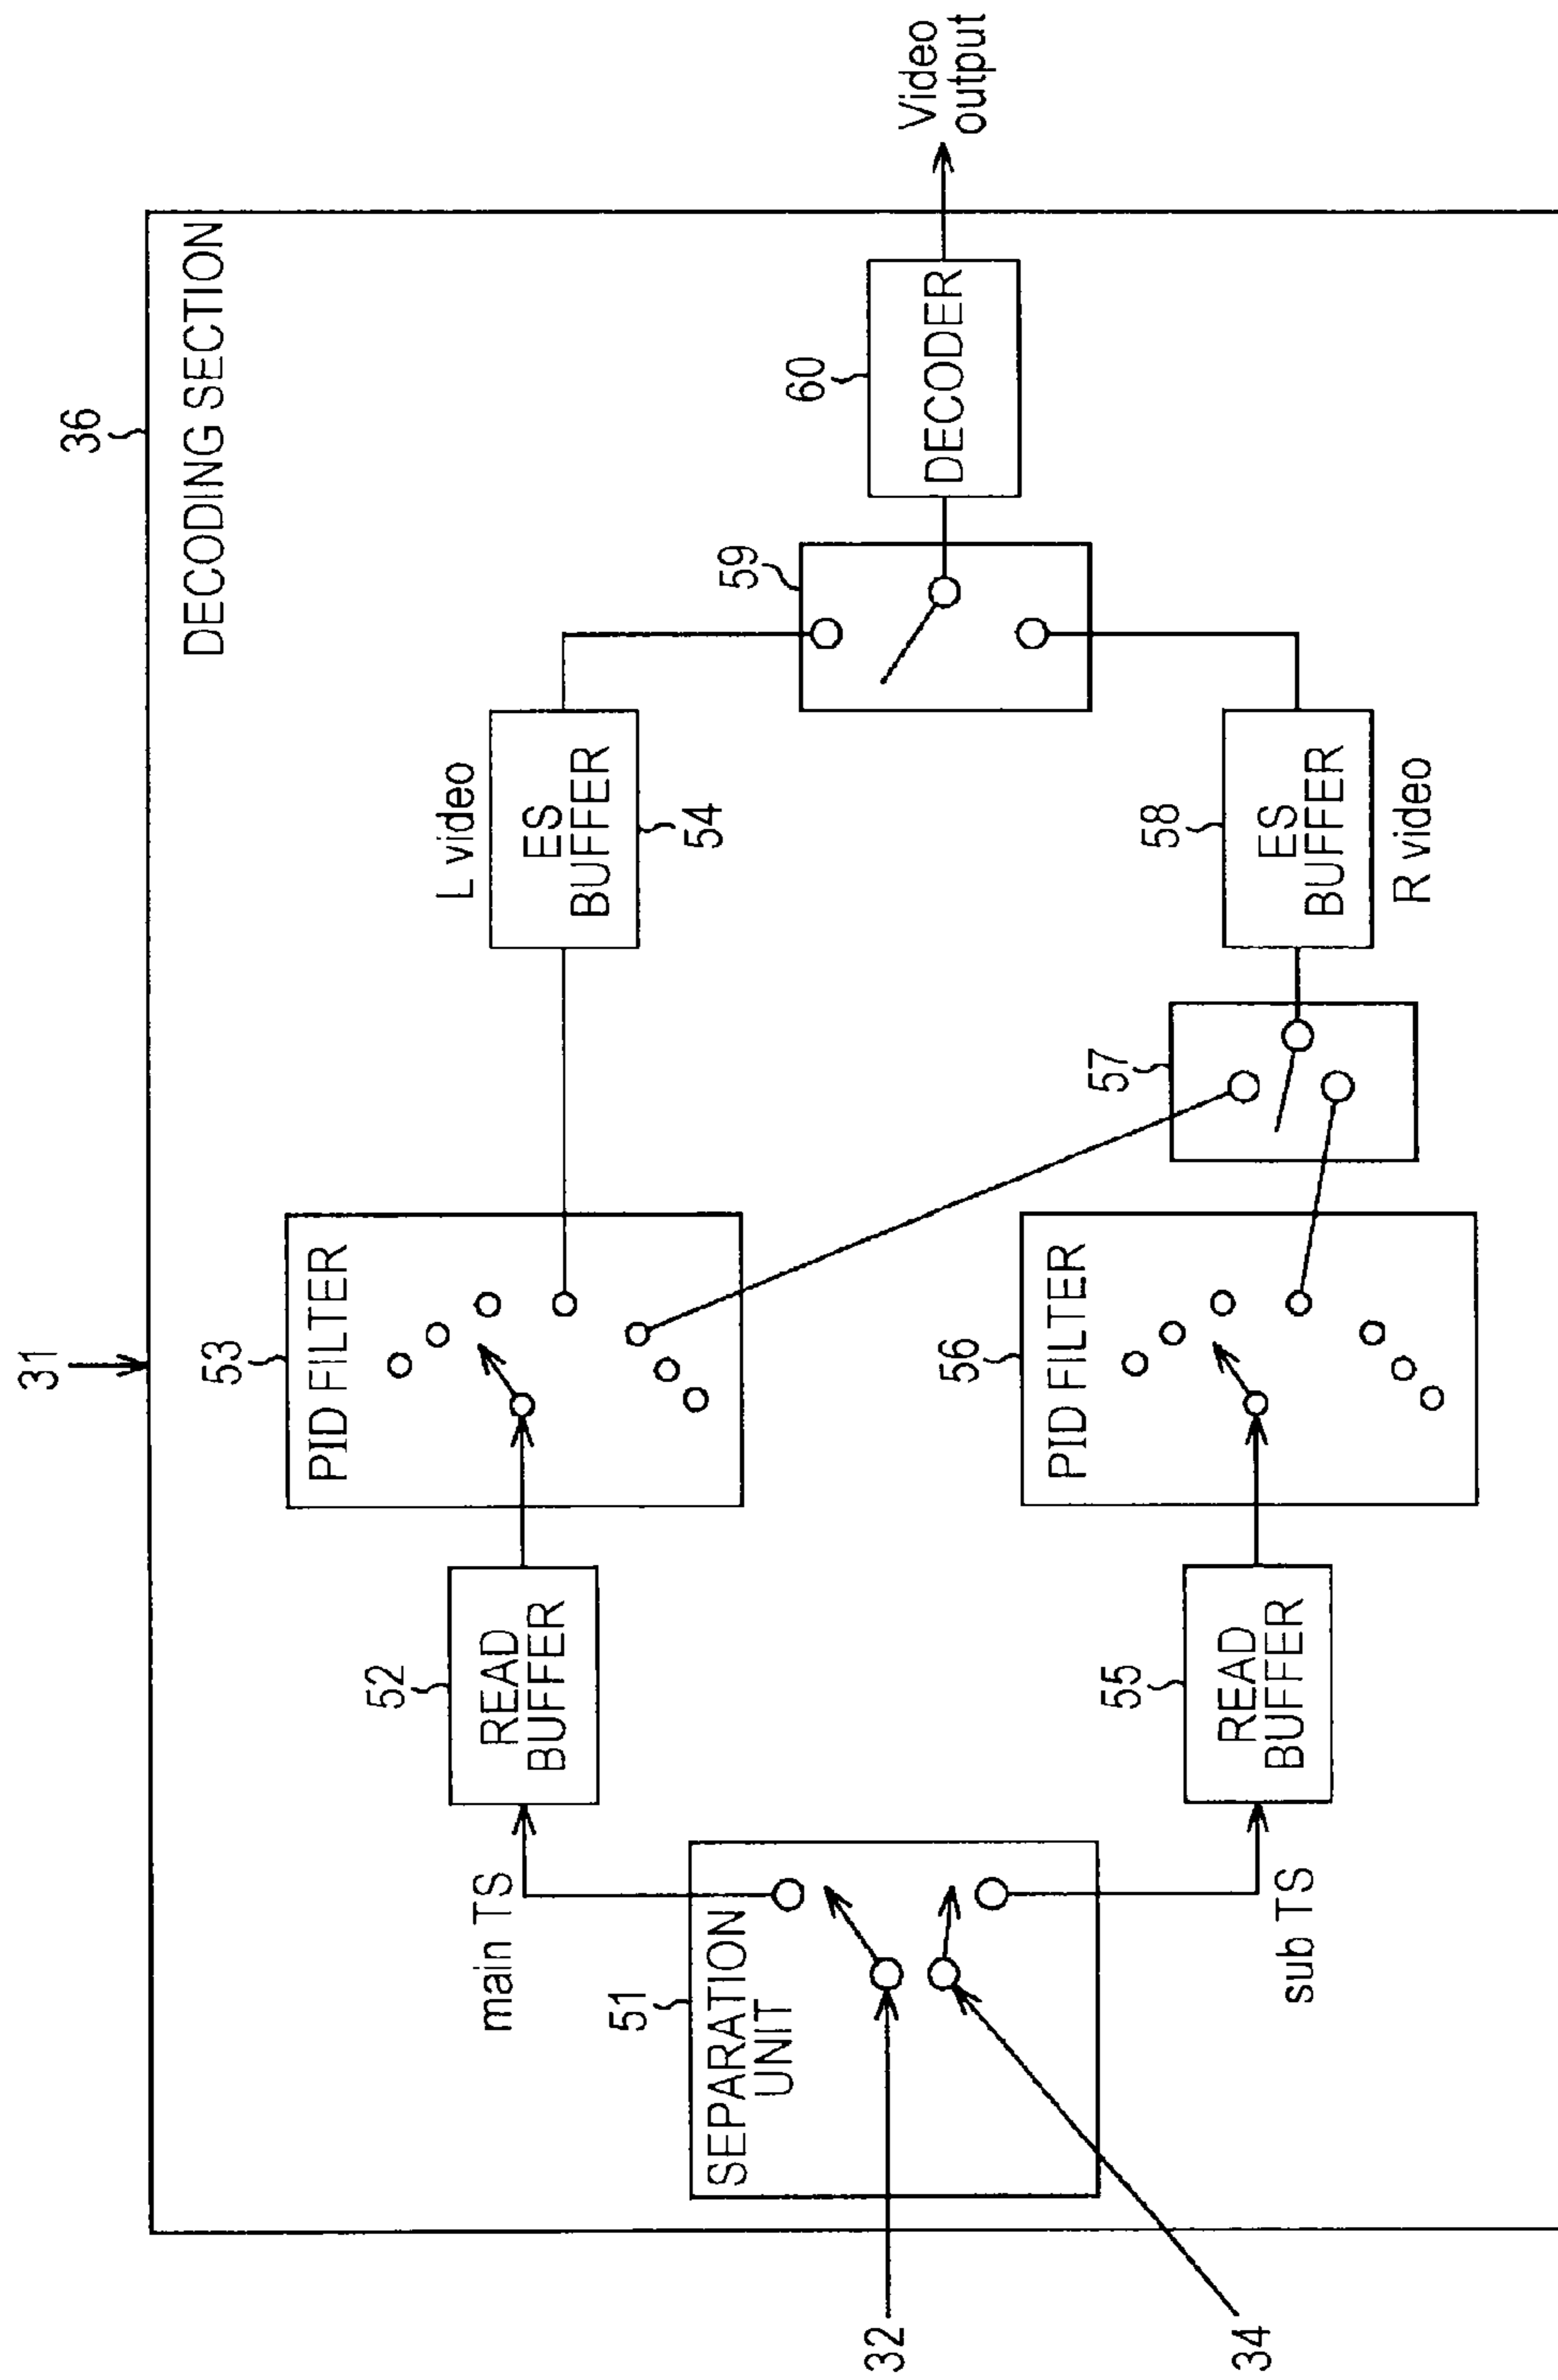 31
36
DECODING SECTION
53
PID FILTER
L video
ES
BUFFER
54
52
READ
BUFFER
main TS
59
60
DECODER
Video
output
51
SEPARATION
UNIT
32
34
sub TS
55
READ
BUFFER
56
PID FILTER
57
58
ES
BUFFER
R video